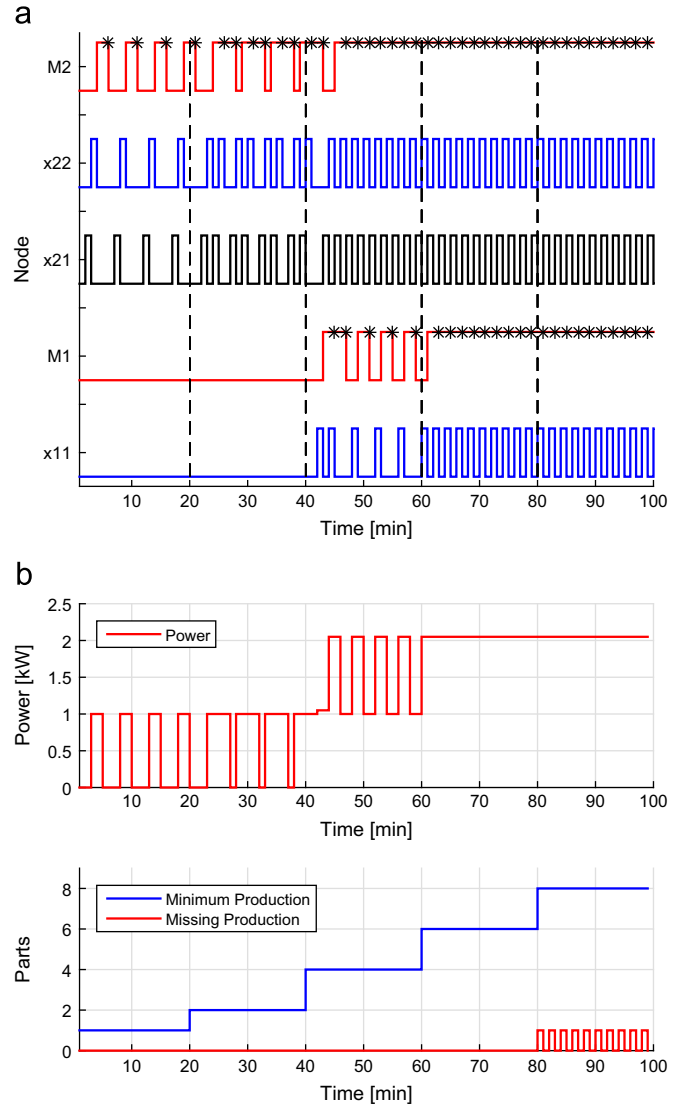 a
M2
x22
x21
M1
x11
Node
10 20 30 40 50 60 70 80 90 100
Time [min]
b
2.5
2
1.5
1
0.5
0
Power [kW]
Power
10 20 30 40 50 60 70 80 90 100
Time [min]
8
6
4
2
0
Parts
Minimum Production
Missing Production
0 10 20 30 40 50 60 70 80 90 100
Time [min]